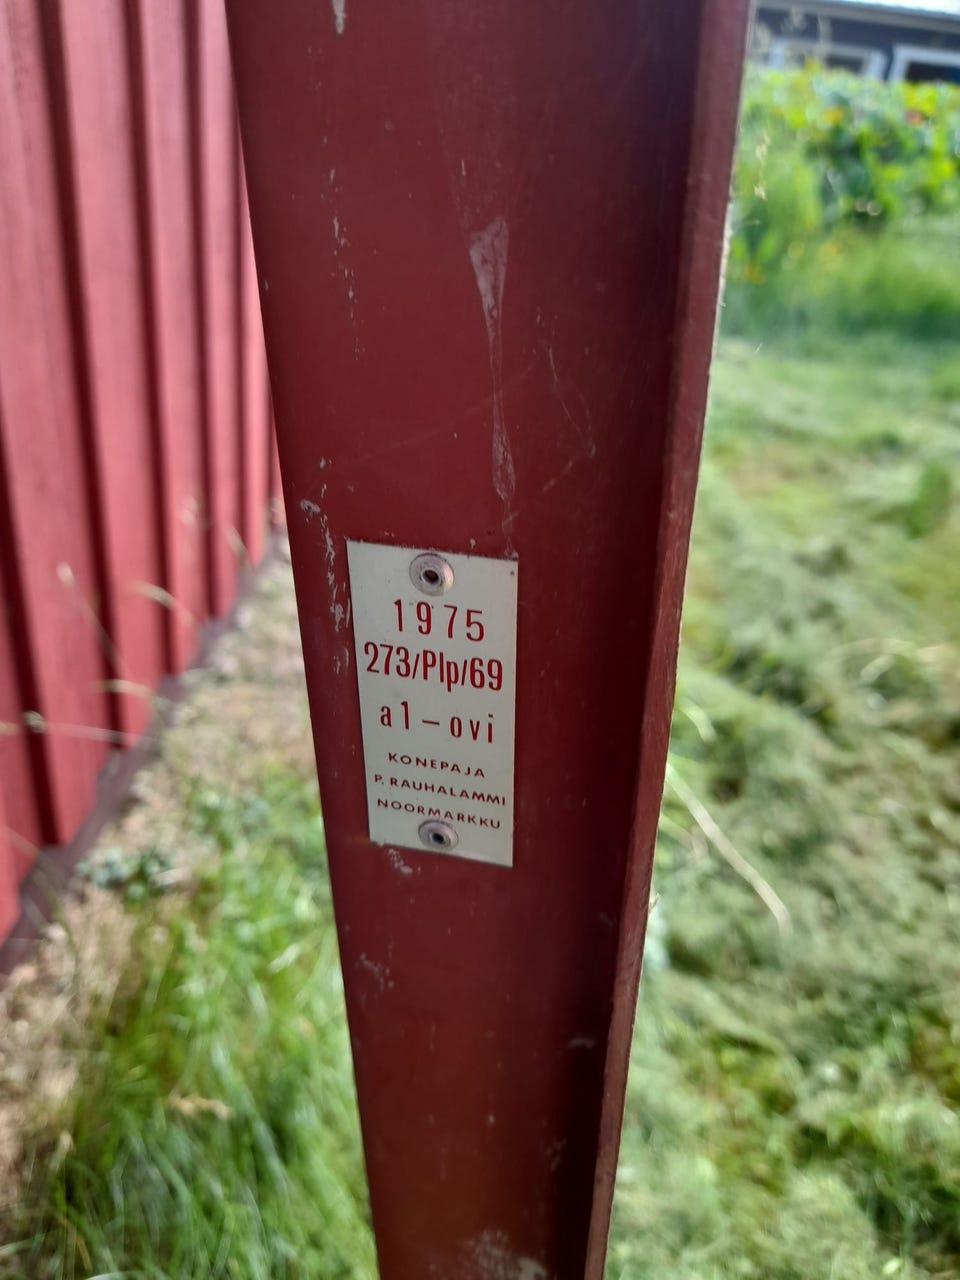 1975
273/Plp/69
a1-ovi
KONEPAJA
P. RAUHALAMMI
NOORMARKKU